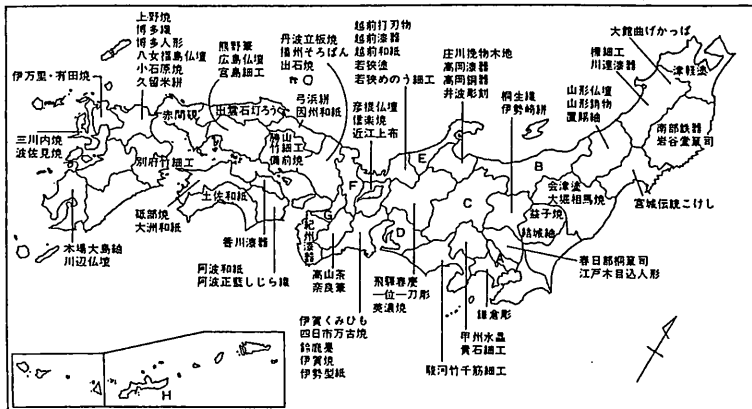 上野焼
博多織
博多人形
八女福島仏壇
小石原焼
久留米絣
伊万里・有田焼
三川内焼
波佐見焼
赤間硯
熊野筆
広島仏壇
宮島細工
出雲石灯ろう
弓浜絣
因州和紙
丹波立杭焼
播州そろばん
出石焼
勝山
竹細工
備前焼
別府竹細工
土佐和紙
砥部焼
大洲和紙
香川漆器
阿波和紙
阿波正藍しじら織
本場大島紬
川辺仏壇
越前打刃物
越前漆器
越前和紙
若狭塗
若狭めのう細工
彦根仏壇
信楽焼
近江上布
紀州漆器
高山茶
奈良筆
伊賀くみひも
四日市万古焼
鈴鹿墨
伊賀焼
伊勢型紙
飛騨春慶
一位一刀彫
美濃焼
庄川挽物木地
高岡漆器
高岡銅器
井波彫刻
桐生織
伊勢崎絣
駿河竹千筋細工
甲州水晶
貴石細工
鎌倉彫
春日部桐箪笥
江戸木目込人形
益子焼
結城紬
会津塗
大堀相馬焼
宮城伝統こけし
山形仏壇
山形鋳物
置賜紬
南部鉄器
岩谷堂箪司
樺細工
川連漆器
大館曲げわっぱ
津軽塗
A
B
C
D
E
F
G
H